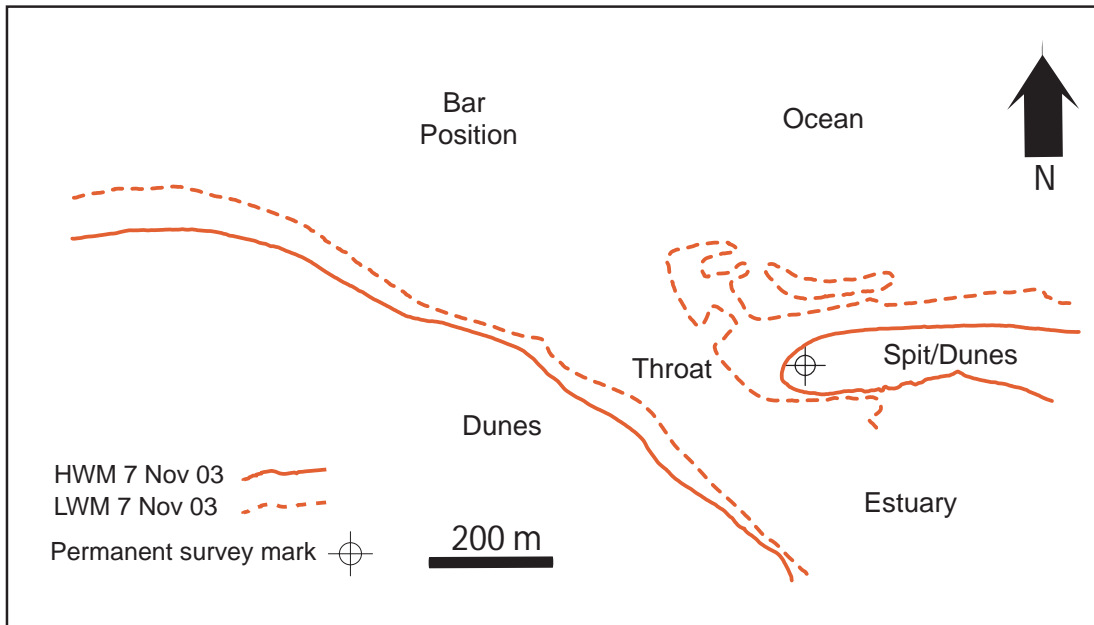 Bar
Position
Ocean
N
Throat
Spit/Dunes
Dunes
HWM 7 Nov 03
LWM 7 Nov 03
Estuary
Permanent survey mark
200 m